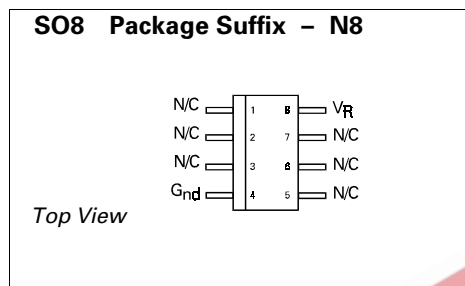 SO8 Package Suffix – N8
N/C 1 8 VR
N/C 2 7 N/C
N/C 3 6 N/C
Gnd 4 5 N/C
Top View